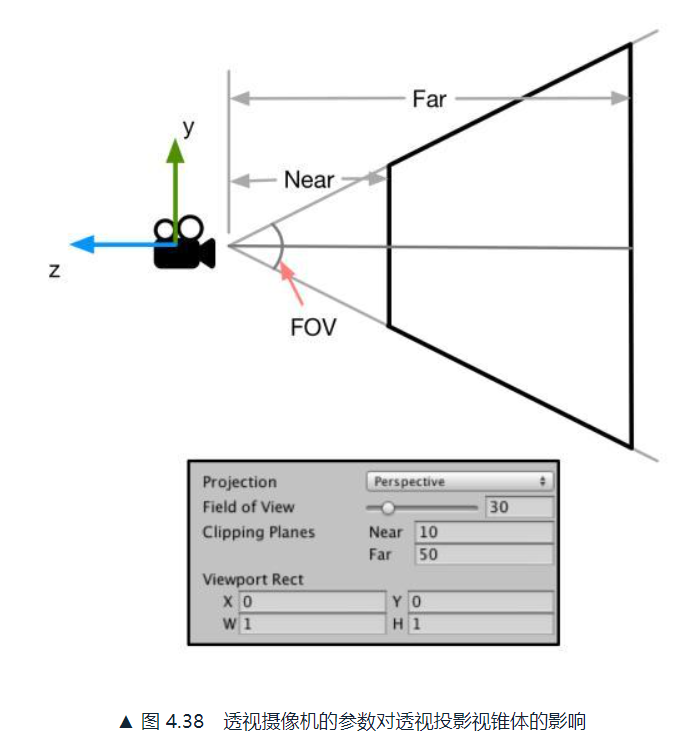 Far
y
Near
z
FOV
Projection Perspective
Field of View 30
Clipping Planes Near 10
Far 50
Viewport Rect
X 0 Y 0
W 1 H 1
▲ 图 4.38 透视摄像机的参数对透视投影视锥体的影响